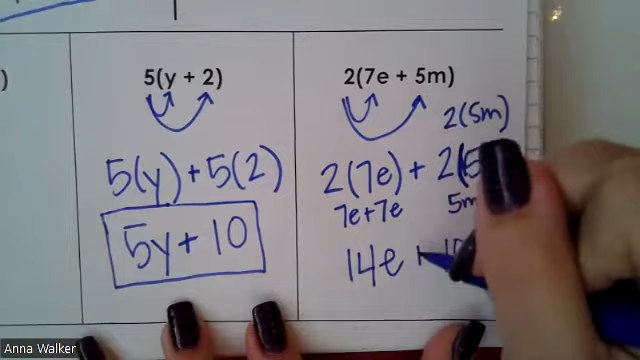 )
5(y + 2)
5(y) + 5(2)
5y + 10
2(7e + 5m)
2(5m)
2(7e) + 2(5
7e+7e
5m
14e +
Anna Walker